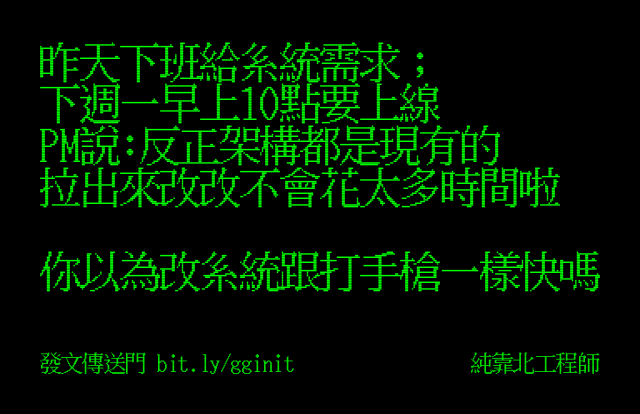 昨天下班給系統需求；
下週一早上10點要上線
PM說:反正架構都是現有的
拉出來改改不會花太多時間啦
你以為改系統跟打手槍一樣快嗎
發文傳送門 bit.ly/gginit
純靠北工程師